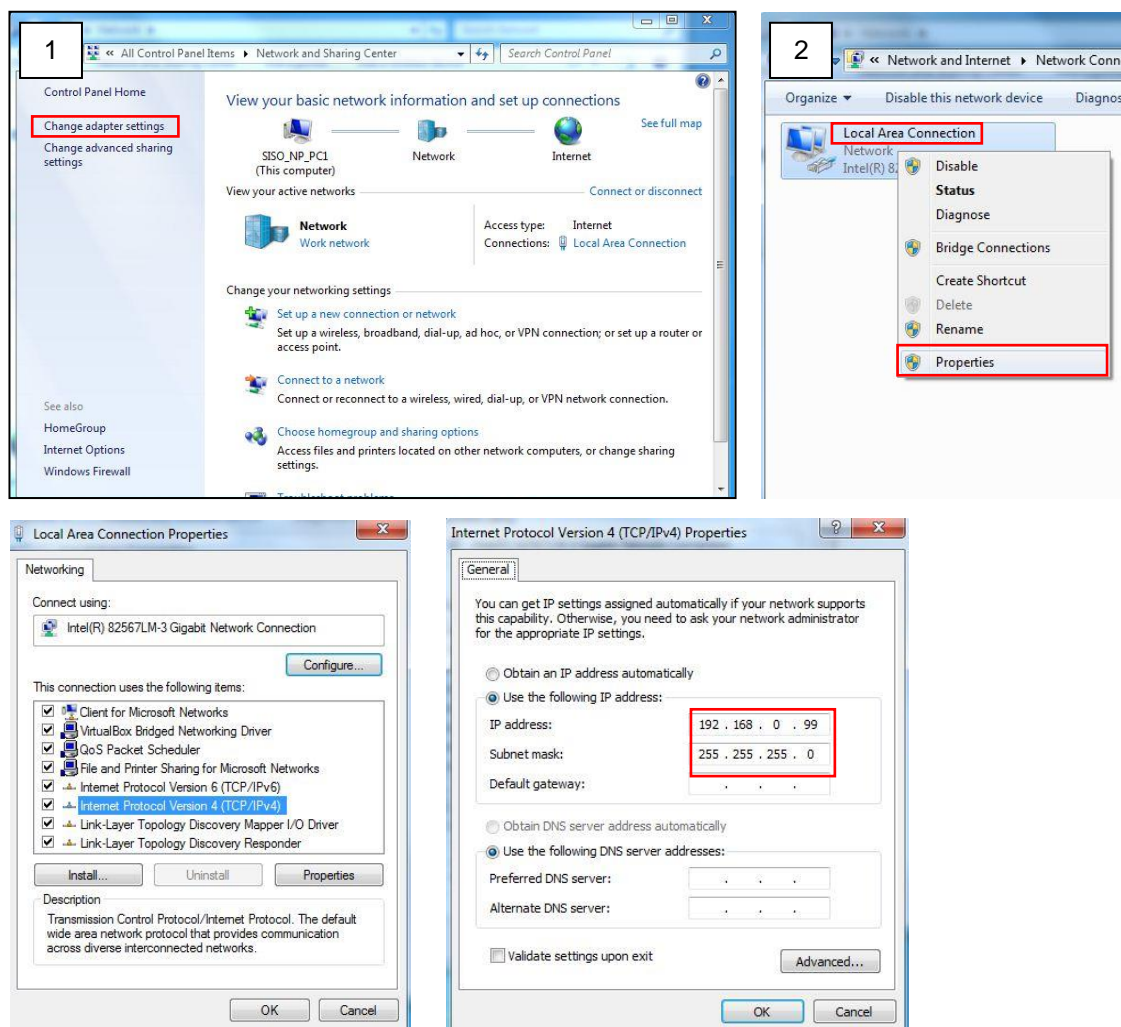 1
« All Control Panel Items ▸ Network and Sharing Center
Search Control Panel
Control Panel Home
Change adapter settings
Change advanced sharing
settings
See also
HomeGroup
Internet Options
Windows Firewall
View your basic network information and set up connections
See full map
SISO_NP_PC1
(This computer)
Network
Internet
View your active networks
Connect or disconnect
Network
Work network
Access type: Internet
Connections: Local Area Connection
Change your networking settings
Set up a new connection or network
Set up a wireless, broadband, dial-up, ad hoc, or VPN connection; or set up a router or
access point.
Connect to a network
Connect or reconnect to a wireless, wired, dial-up, or VPN network connection.
Choose homegroup and sharing options
Access files and printers located on other network computers, or change sharing
settings.
Troubleshoot problems
2
« Network and Internet ▸ Network Conn
Organize Disable this network device Diagnos
Local Area Connection
Network
Intel(R) 82
Disable
Status
Diagnose
Bridge Connections
Create Shortcut
Delete
Rename
Properties
Local Area Connection Properties
Networking
Connect using:
Intel(R) 82567LM-3 Gigabit Network Connection
Configure...
This connection uses the following items:
Client for Microsoft Networks
VirtualBox Bridged Networking Driver
QoS Packet Scheduler
File and Printer Sharing for Microsoft Networks
Internet Protocol Version 6 (TCP/IPv6)
Internet Protocol Version 4 (TCP/IPv4)
Link-Layer Topology Discovery Mapper I/O Driver
Link-Layer Topology Discovery Responder
Install... Uninstall Properties
Description
Transmission Control Protocol/Internet Protocol. The default
wide area network protocol that provides communication
across diverse interconnected networks.
OK Cancel
Internet Protocol Version 4 (TCP/IPv4) Properties
General
You can get IP settings assigned automatically if your network supports
this capability. Otherwise, you need to ask your network administrator
for the appropriate IP settings.
Obtain an IP address automatically
Use the following IP address:
IP address: 192 . 168 . 0 . 99
Subnet mask: 255 . 255 . 255 . 0
Default gateway: . . .
Obtain DNS server address automatically
Use the following DNS server addresses:
Preferred DNS server: . . .
Alternate DNS server: . . .
Validate settings upon exit
Advanced...
OK Cancel